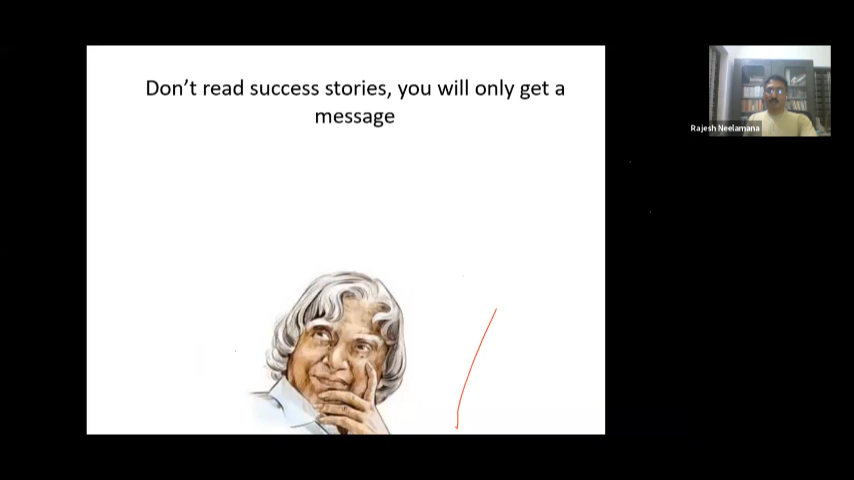 Don’t read success stories, you will only get a
message
Rajesh Neelamana